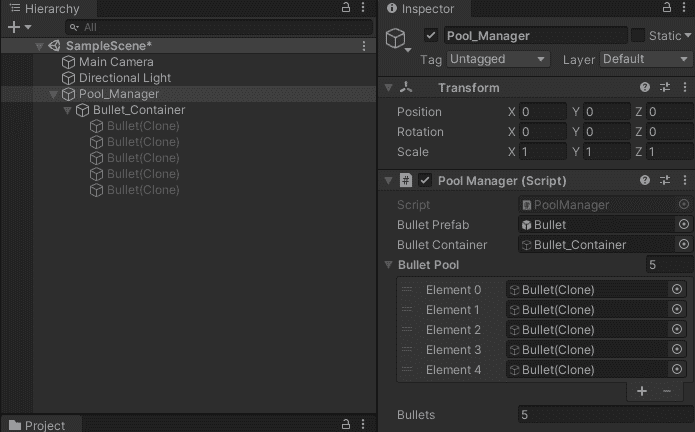 Hierarchy
All
SampleScene*
Main Camera
Directional Light
Pool_Manager
Bullet_Container
Bullet(Clone)
Bullet(Clone)
Bullet(Clone)
Bullet(Clone)
Bullet(Clone)
Project
Inspector
Pool_Manager Static
Tag Untagged Layer Default
Transform
Position X 0 Y 0 Z 0
Rotation X 0 Y 0 Z 0
Scale X 1 Y 1 Z 1
# Pool Manager (Script)
Script PoolManager
Bullet Prefab Bullet
Bullet Container Bullet_Container
Bullet Pool 5
Element 0 Bullet(Clone)
Element 1 Bullet(Clone)
Element 2 Bullet(Clone)
Element 3 Bullet(Clone)
Element 4 Bullet(Clone)
+ −
Bullets 5